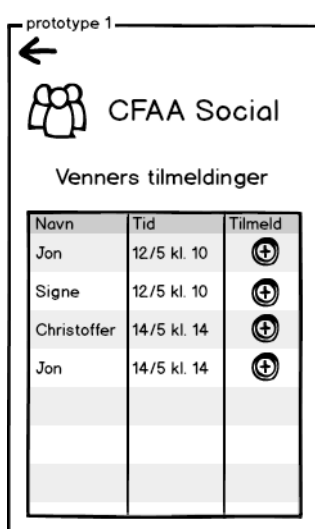 prototype 1
CFAA Social
Venners tilmeldinger
Navn Tid Tilmeld
Jon 12/5 kl. 10
Signe 12/5 kl. 10
Christoffer 14/5 kl. 14
Jon 14/5 kl. 14